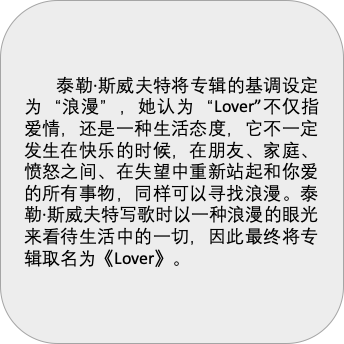 泰勒·斯威夫特将专辑的基调设定
为“浪漫”，她认为“Lover”不仅指
爱情，还是一种生活态度，它不一定
发生在快乐的时候，在朋友、家庭、
愤怒之间、在失望中重新站起和你爱
的所有事物，同样可以寻找浪漫。泰
勒·斯威夫特写歌时以一种浪漫的眼光
来看待生活中的一切，因此最终将专
辑取名为《Lover》。